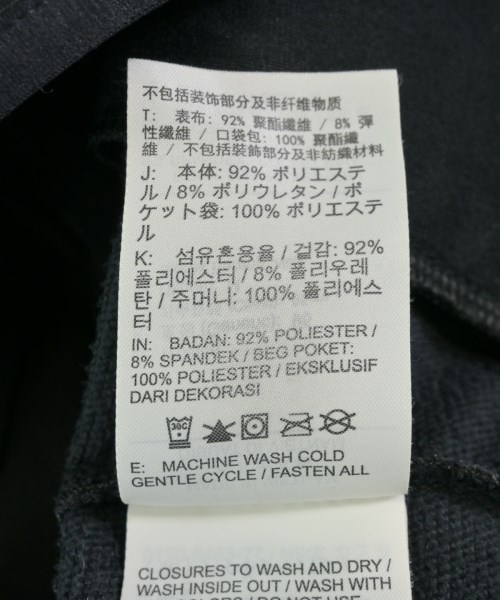 不包括装饰部分及非纤维物质
T: 表布: 92% 聚酯纖維 / 8% 彈
性纖維 / 口袋包: 100% 聚酯纖
維 / 不包括裝飾部分及非紡織材料
J: 本体: 92% ポリエステ
ル / 8% ポリウレタン / ポ
ケット袋: 100% ポリエステ
ル
K: 섬유혼용율 / 겉감: 92%
폴리에스터 / 8% 폴리우레
탄 / 주머니: 100% 폴리에스
터
IN: BADAN: 92% POLIESTER /
8% SPANDEK / BEG POKET:
100% POLIESTER / EKSKLUSIF
DARI DEKORASI
30C
E: MACHINE WASH COLD
GENTLE CYCLE / FASTEN ALL
CLOSURES TO WASH AND DRY /
WASH INSIDE OUT / WASH WITH